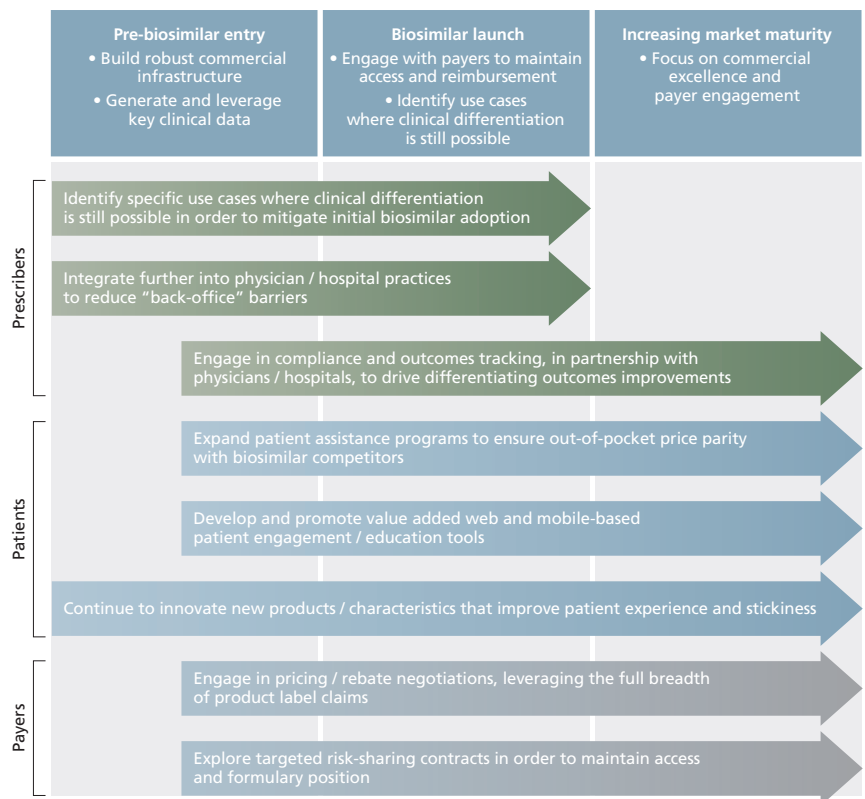 Pre-biosimilar entry
• Build robust commercial
infrastructure
• Generate and leverage
key clinical data
Biosimilar launch
• Engage with payers to maintain
access and reimbursement
• Identify use cases
where clinical differentiation
is still possible
Increasing market maturity
• Focus on commercial
excellence and
payer engagement
Prescribers
Identify specific use cases where clinical differentiation
is still possible in order to mitigate initial biosimilar adoption
Integrate further into physician / hospital practices
to reduce “back-office” barriers
Engage in compliance and outcomes tracking, in partnership with
physicians / hospitals, to drive differentiating outcomes improvements
Patients
Expand patient assistance programs to ensure out-of-pocket price parity
with biosimilar competitors
Develop and promote value added web and mobile-based
patient engagement / education tools
Continue to innovate new products / characteristics that improve patient experience and stickiness
Payers
Engage in pricing / rebate negotiations, leveraging the full breadth
of product label claims
Explore targeted risk-sharing contracts in order to maintain access
and formulary position